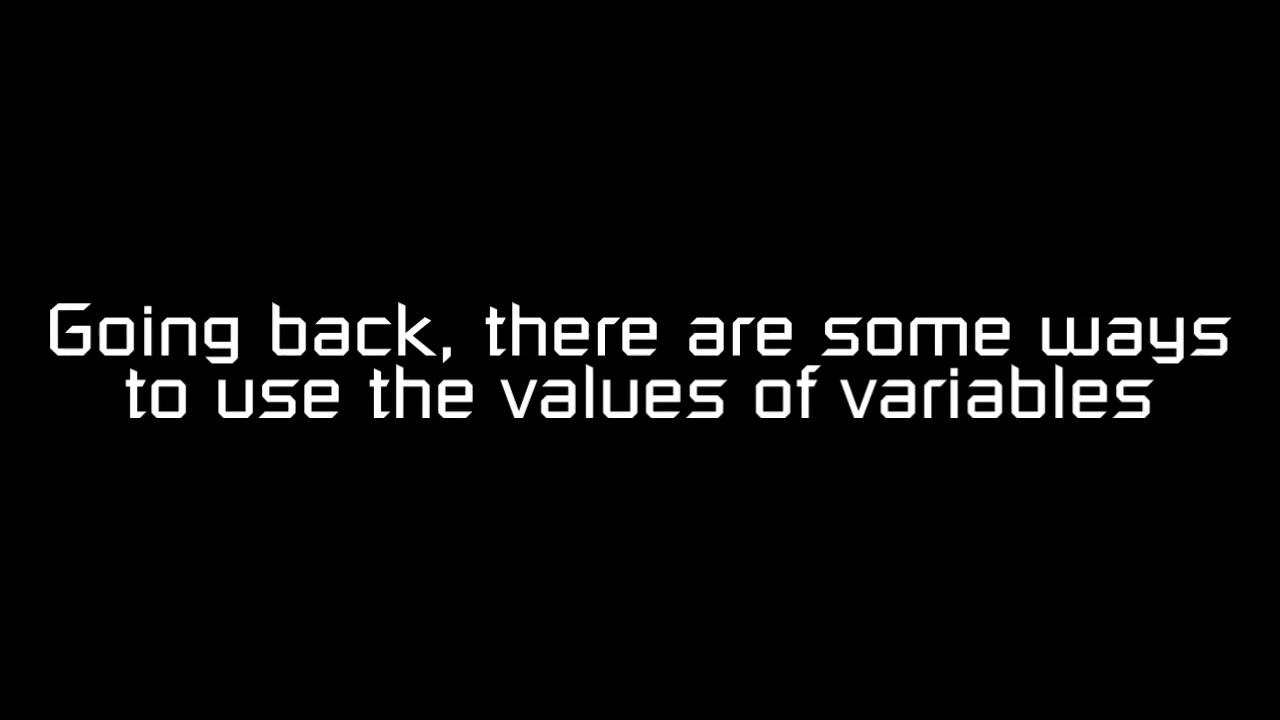 Going back, there are some ways
to use the values of variables